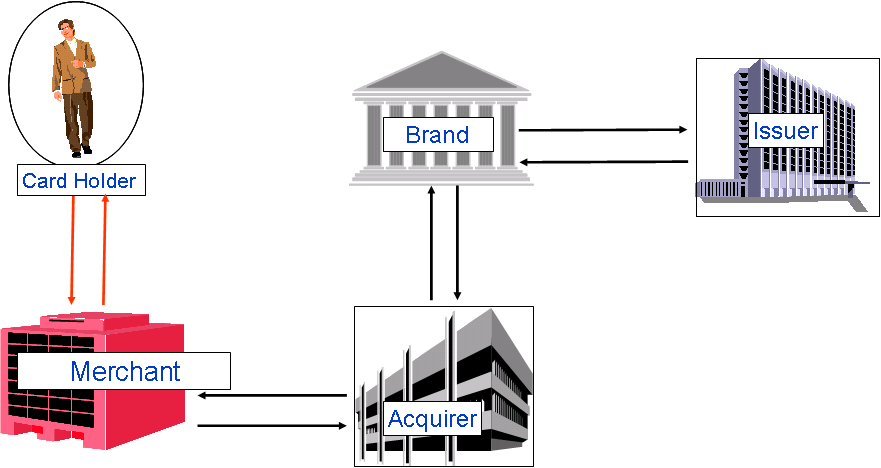 Card Holder
Brand
Issuer
Merchant
Acquirer